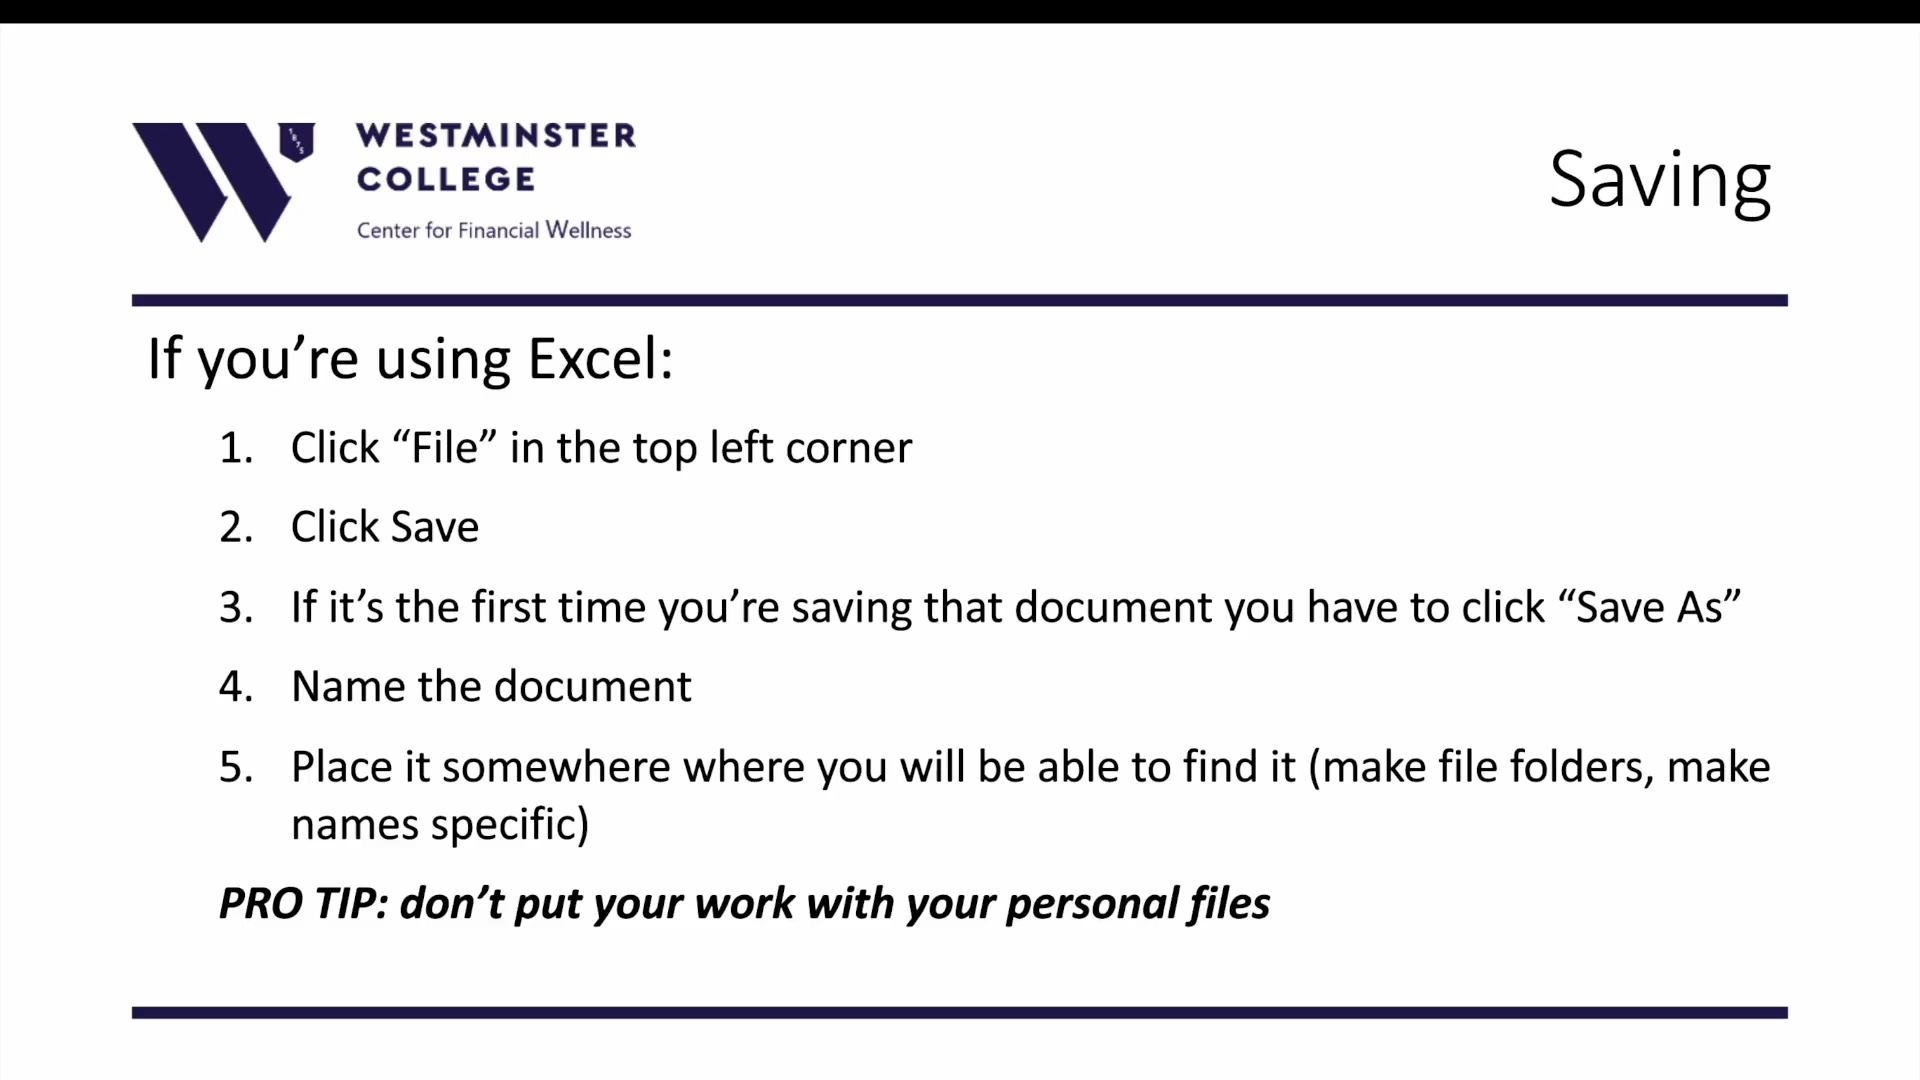 WESTMINSTER
COLLEGE
Center for Financial Wellness
1875
Saving
If you’re using Excel:
1. Click “File” in the top left corner
2. Click Save
3. If it’s the first time you’re saving that document you have to click “Save As”
4. Name the document
5. Place it somewhere where you will be able to find it (make file folders, make
names specific)
PRO TIP: don’t put your work with your personal files